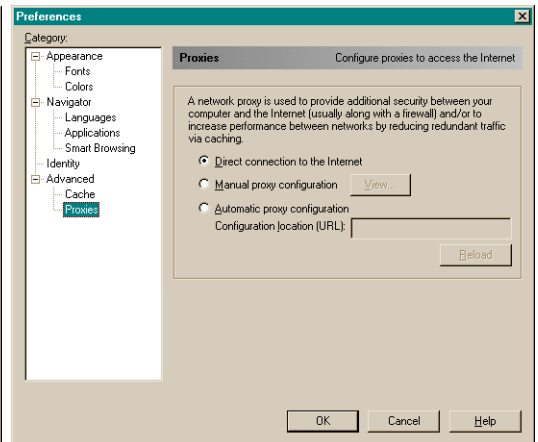 Preferences
Category:
Appearance
Fonts
Colors
Navigator
Languages
Applications
Smart Browsing
Identity
Advanced
Cache
Proxies
Proxies Configure proxies to access the Internet
A network proxy is used to provide additional security between your
computer and the Internet (usually along with a firewall) and/or to
increase performance between networks by reducing redundant traffic
via caching.
Direct connection to the Internet
Manual proxy configuration View...
Automatic proxy configuration
Configuration location (URL):
Reload
OK Cancel Help